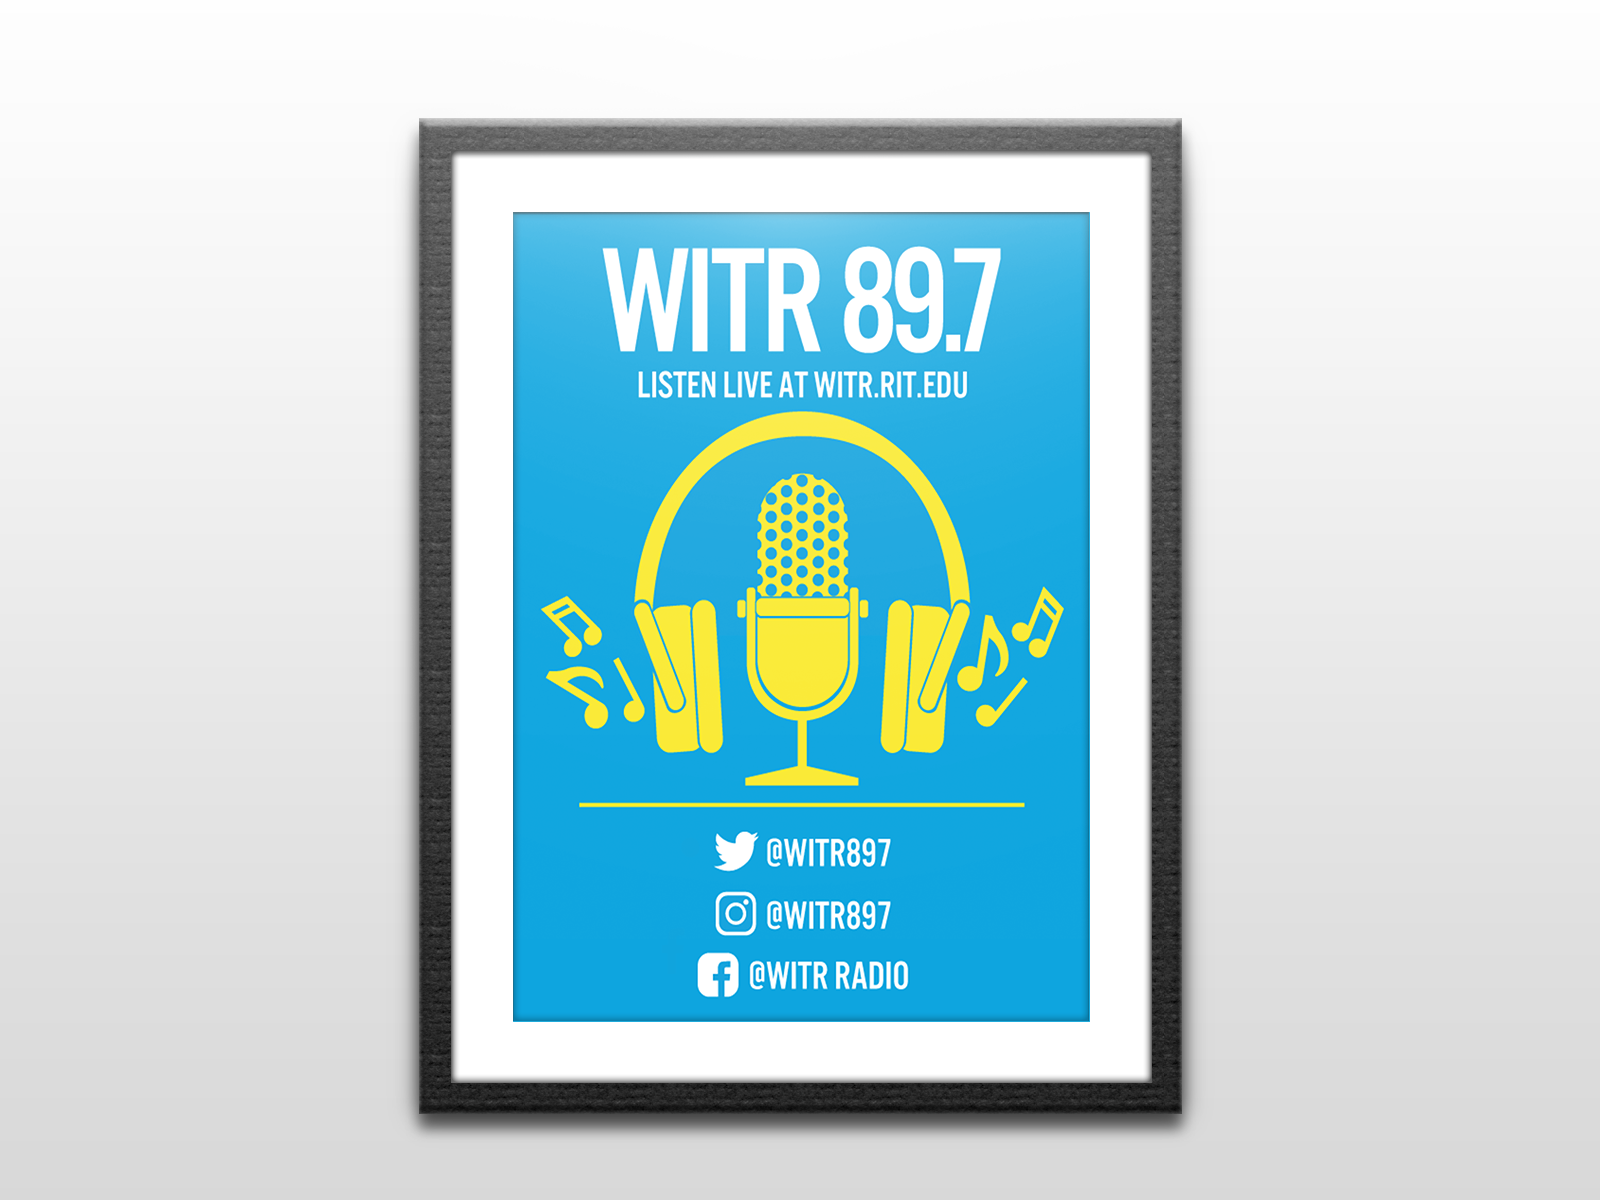 WITR 89.7
LISTEN LIVE AT WITR.RIT.EDU
@WITR897
@WITR897
@WITR RADIO